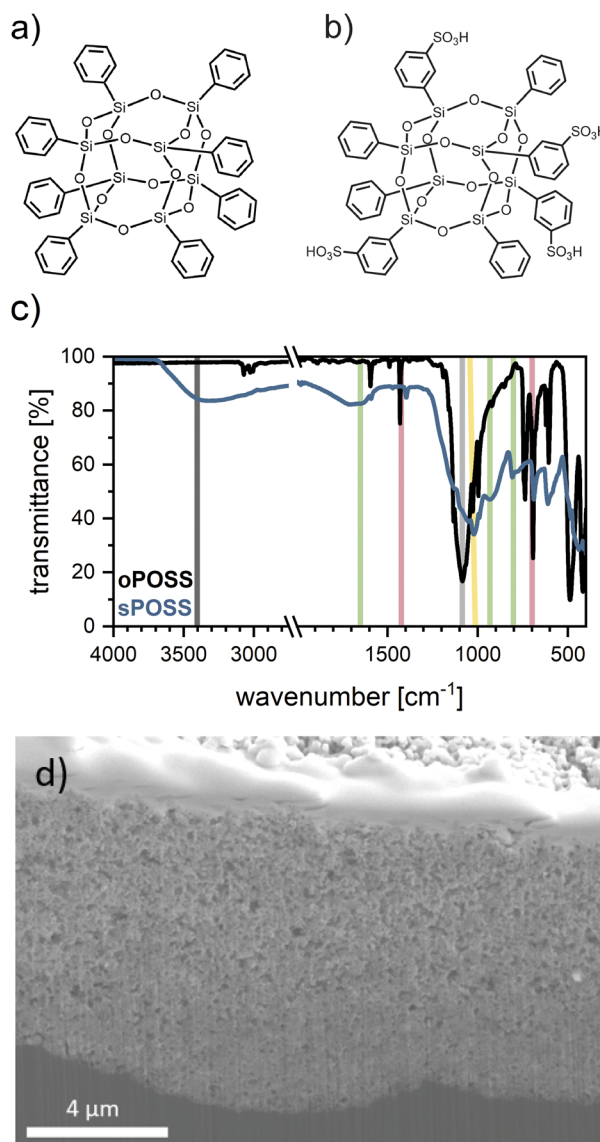 a)
b)
SO₃H
O
Si Si
O O O O
Si O Si
O Si O O Si
O O
Si Si
O
O
Si Si
O O O O
SO₃H
Si O Si
O Si O O Si
O O
HO₃S Si Si SO₃H
O
c)
100
80
60
40
20
0
transmittance [%]
oPOSS
sPOSS
4000 3500 3000 1500 1000 500
wavenumber [cm⁻¹]
d)
4 µm